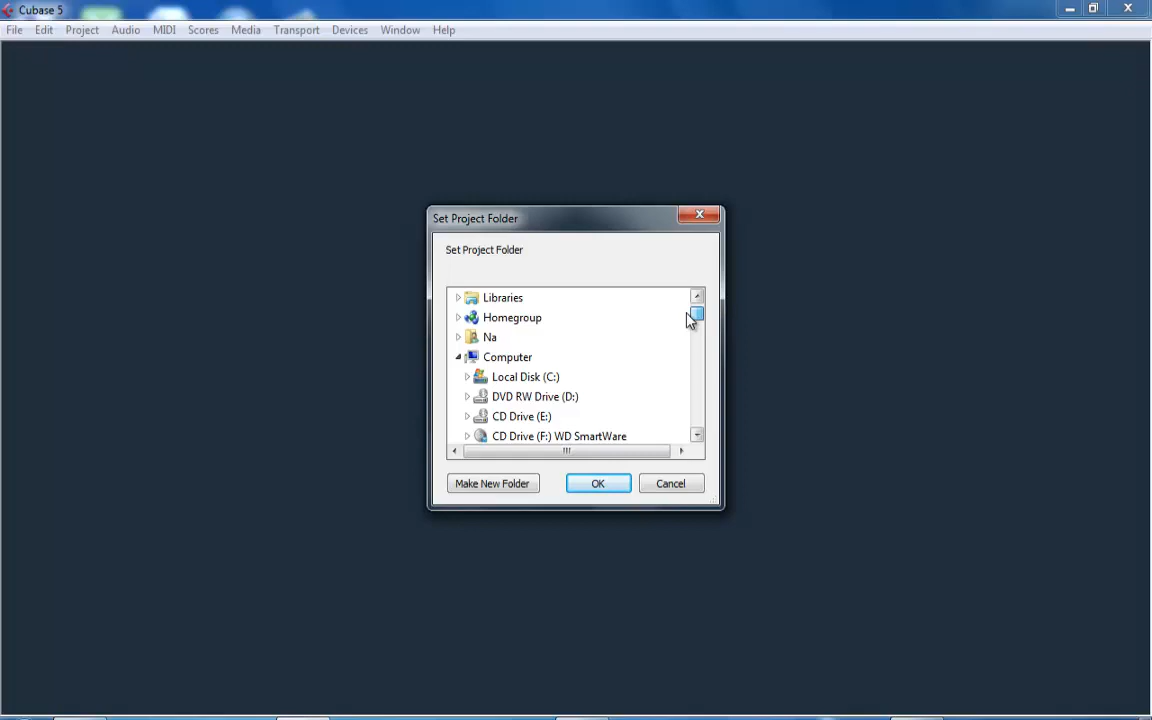 Cubase 5
File Edit Project Audio MIDI Scores Media Transport Devices Window Help
Set Project Folder
Set Project Folder
Libraries
Homegroup
Na
Computer
Local Disk (C:)
DVD RW Drive (D:)
CD Drive (E:)
CD Drive (F:) WD SmartWare
Make New Folder OK Cancel